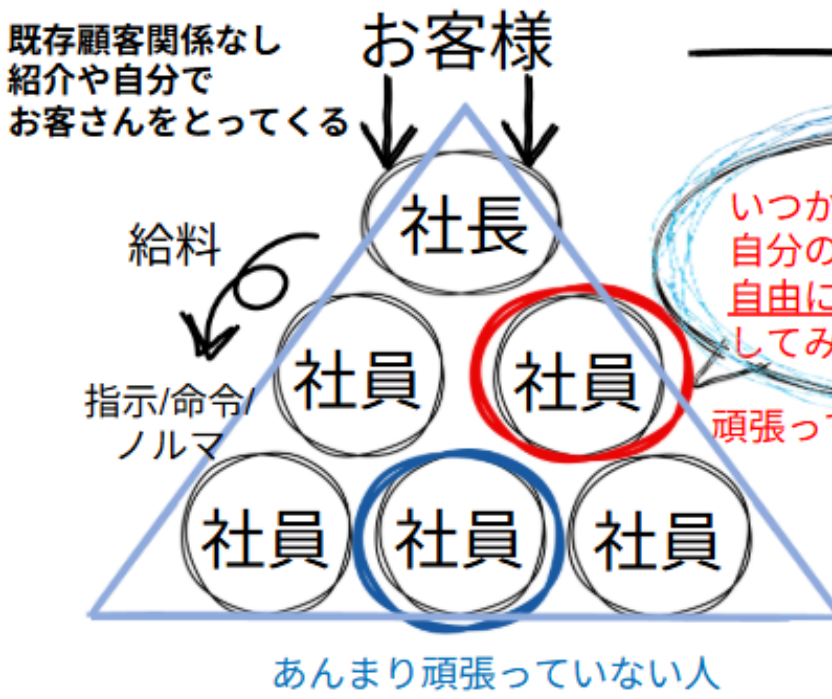 既存顧客関係なし
紹介や自分で
お客さんをとってくる
お客様
社長
給料
いつか
自分の
自由に
してみ
社員
社員
指示/命令/
ノルマ
頑張っ
社員
社員
社員
あんまり頑張っていない人